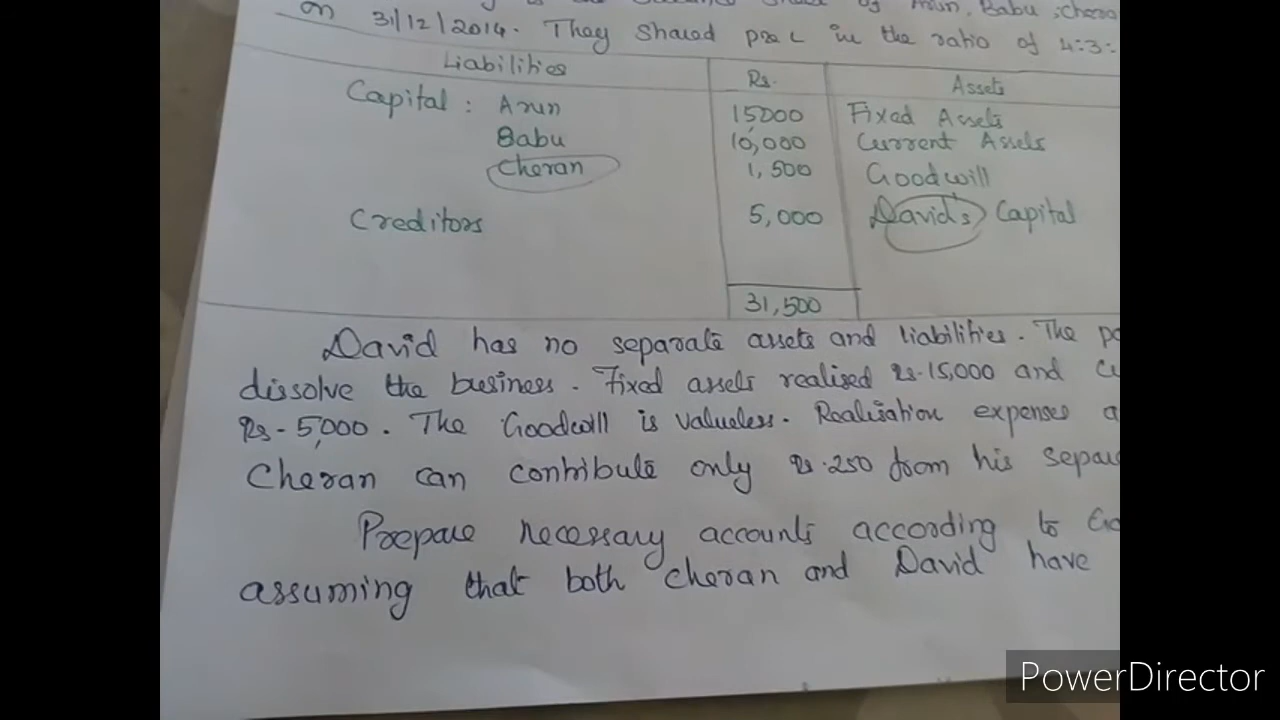 on 31/12/2014. They shared P&L in the ratio of 4:3:
Liabilities Rs. Assets
Capital : Arun 15,000 Fixed Assets
Babu 10,000 Current Assets
Cheran 1,500 Goodwill
Creditors 5,000 David's Capital
31,500
David has no separate assets and liabilities. The
dissolve the business. Fixed assets realised Rs.15,000 and
Rs-5,000. The Goodwill is valueless. Realisation expenses
Cheran can contribute only Rs.250 from his
Prepare necessary accounts according to
assuming that both Cheran and David have
PowerDirector